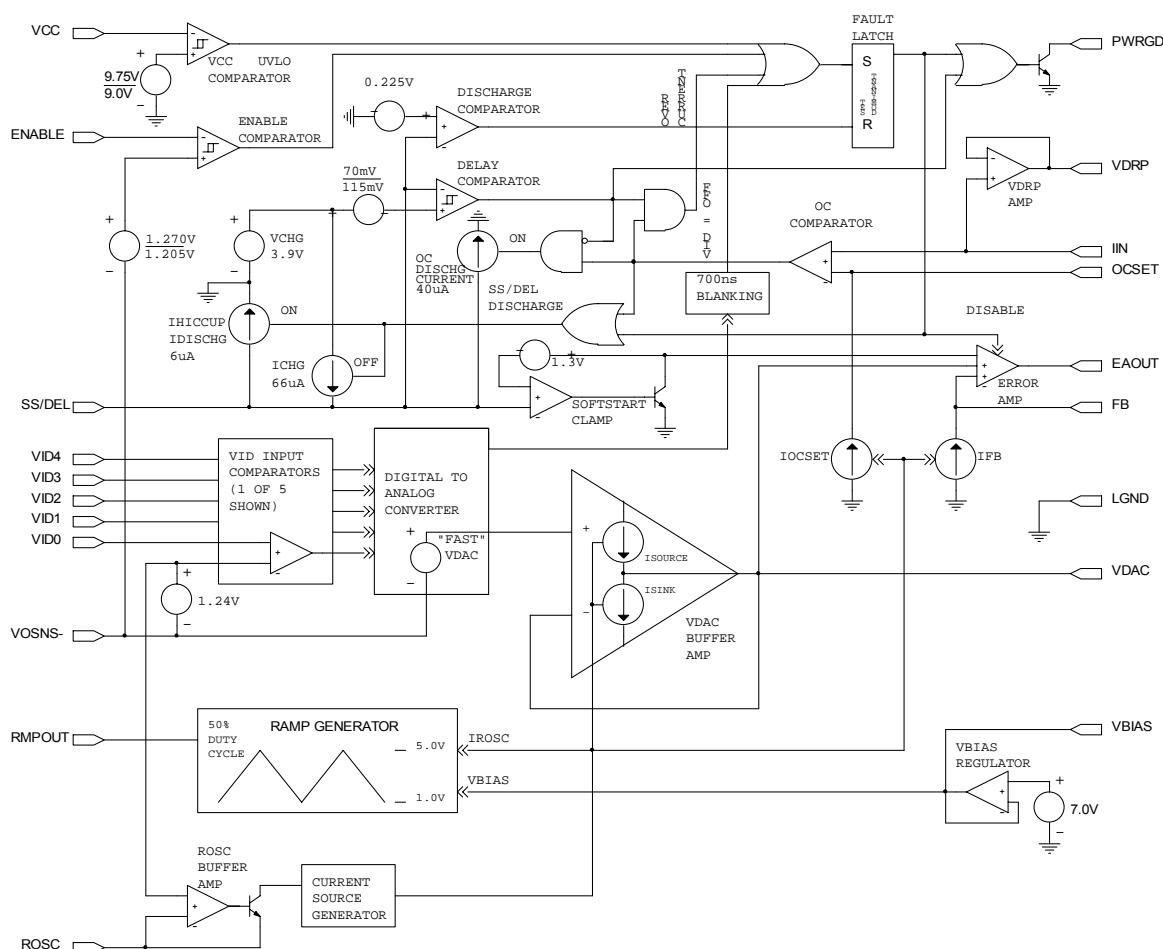 VCC
9.75V
9.0V
VCC UVLO
COMPARATOR
FAULT
LATCH
S
R
PWRGD
0.225V
DISCHARGE
COMPARATOR
ENABLE
ENABLE
COMPARATOR
70mV
115mV
DELAY
COMPARATOR
VDRP
AMP
VDRP
OC
COMPARATOR
1.270V
1.205V
VCHG
3.9V
ON
OC
DISCHG
CURRENT
40uA
SS/DEL
DISCHARGE
700ns
BLANKING
IIN
OCSET
IHICCUP
IDISCHG
6uA
ON
ICHG
66uA
OFF
DISABLE
1.3V
SOFTSTART
CLAMP
ERROR
AMP
EAOUT
SS/DEL
FB
VID4
VID3
VID2
VID1
VID0
VID INPUT
COMPARATORS
(1 OF 5
SHOWN)
DIGITAL TO
ANALOG
CONVERTER
"FAST"
VDAC
IOCSET
IFB
LGND
ISOURCE
ISINK
VDAC
1.24V
VDAC
BUFFER
AMP
VOSNS-
RMPOUT
50%
DUTY
CYCLE
RAMP GENERATOR
5.0V
1.0V
IROSC
VBIAS
VBIAS
REGULATOR
VBIAS
7.0V
ROSC
BUFFER
AMP
CURRENT
SOURCE
GENERATOR
ROSC